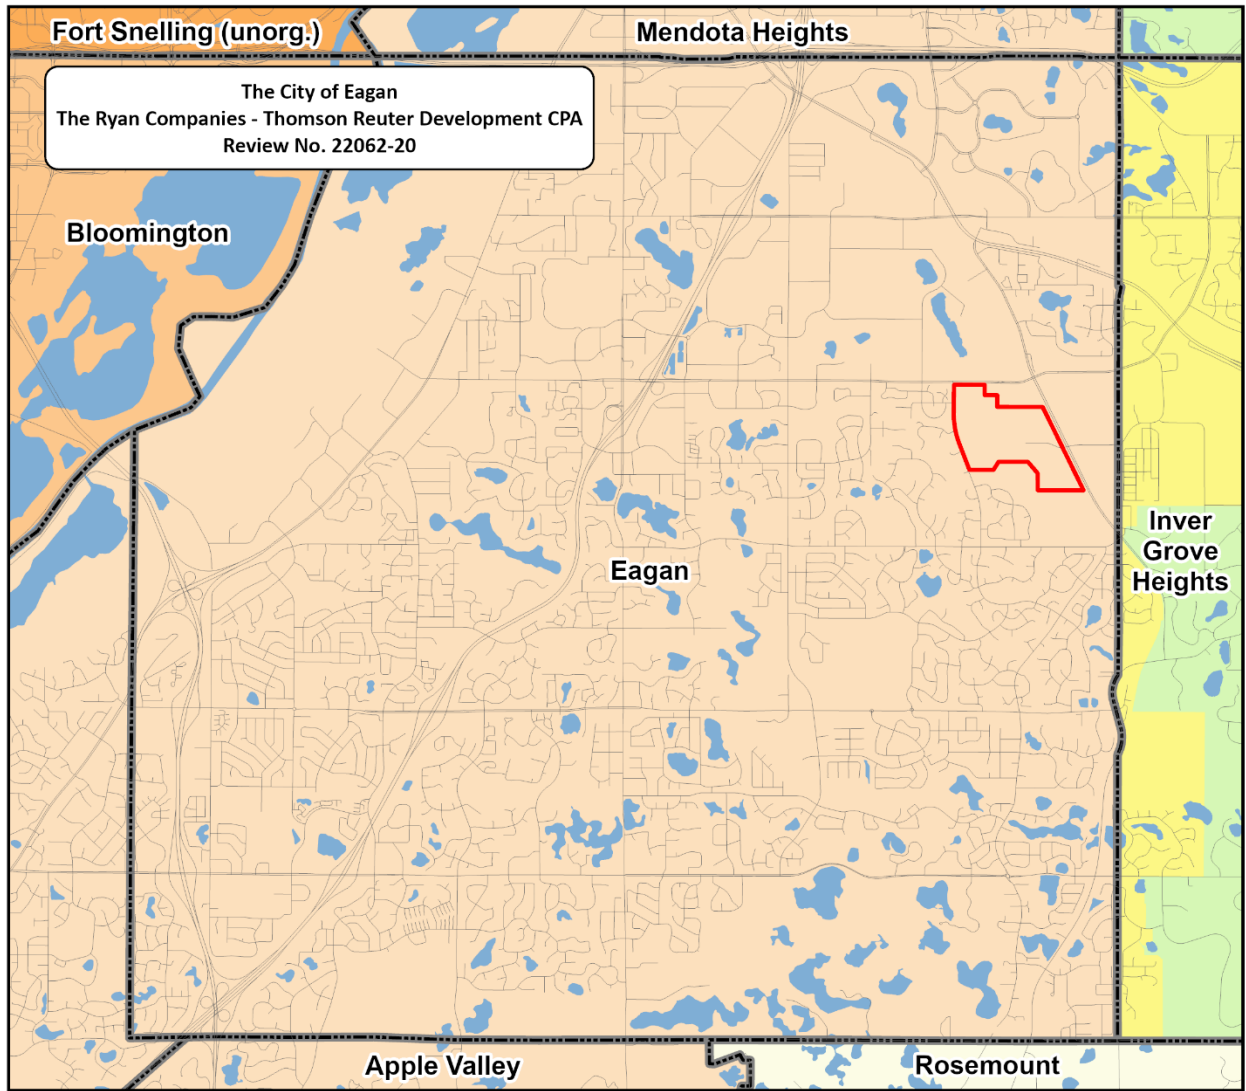 Fort Snelling (unorg.)
Mendota Heights
The City of Eagan
The Ryan Companies - Thomson Reuter Development CPA
Review No. 22062-20
Bloomington
Inver
Grove
Heights
Eagan
Apple Valley
Rosemount